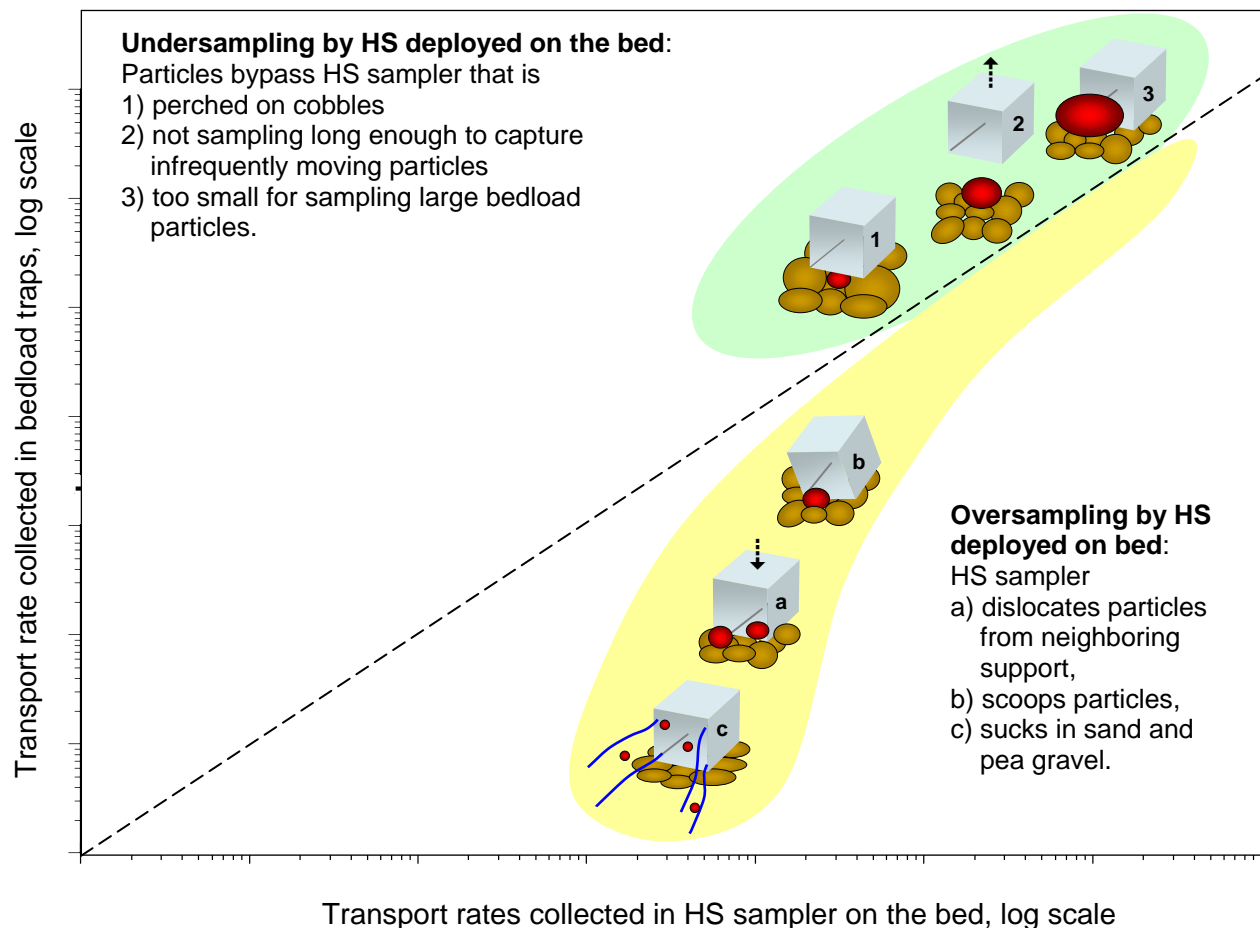 Undersampling by HS deployed on the bed:
Particles bypass HS sampler that is
1) perched on cobbles
2) not sampling long enough to capture
infrequently moving particles
3) too small for sampling large bedload
particles.
3
2
1
b
a
c
Oversampling by HS
deployed on bed:
HS sampler
a) dislocates particles
from neighboring
support,
b) scoops particles,
c) sucks in sand and
pea gravel.
Transport rate collected in bedload traps, log scale
Transport rates collected in HS sampler on the bed, log scale